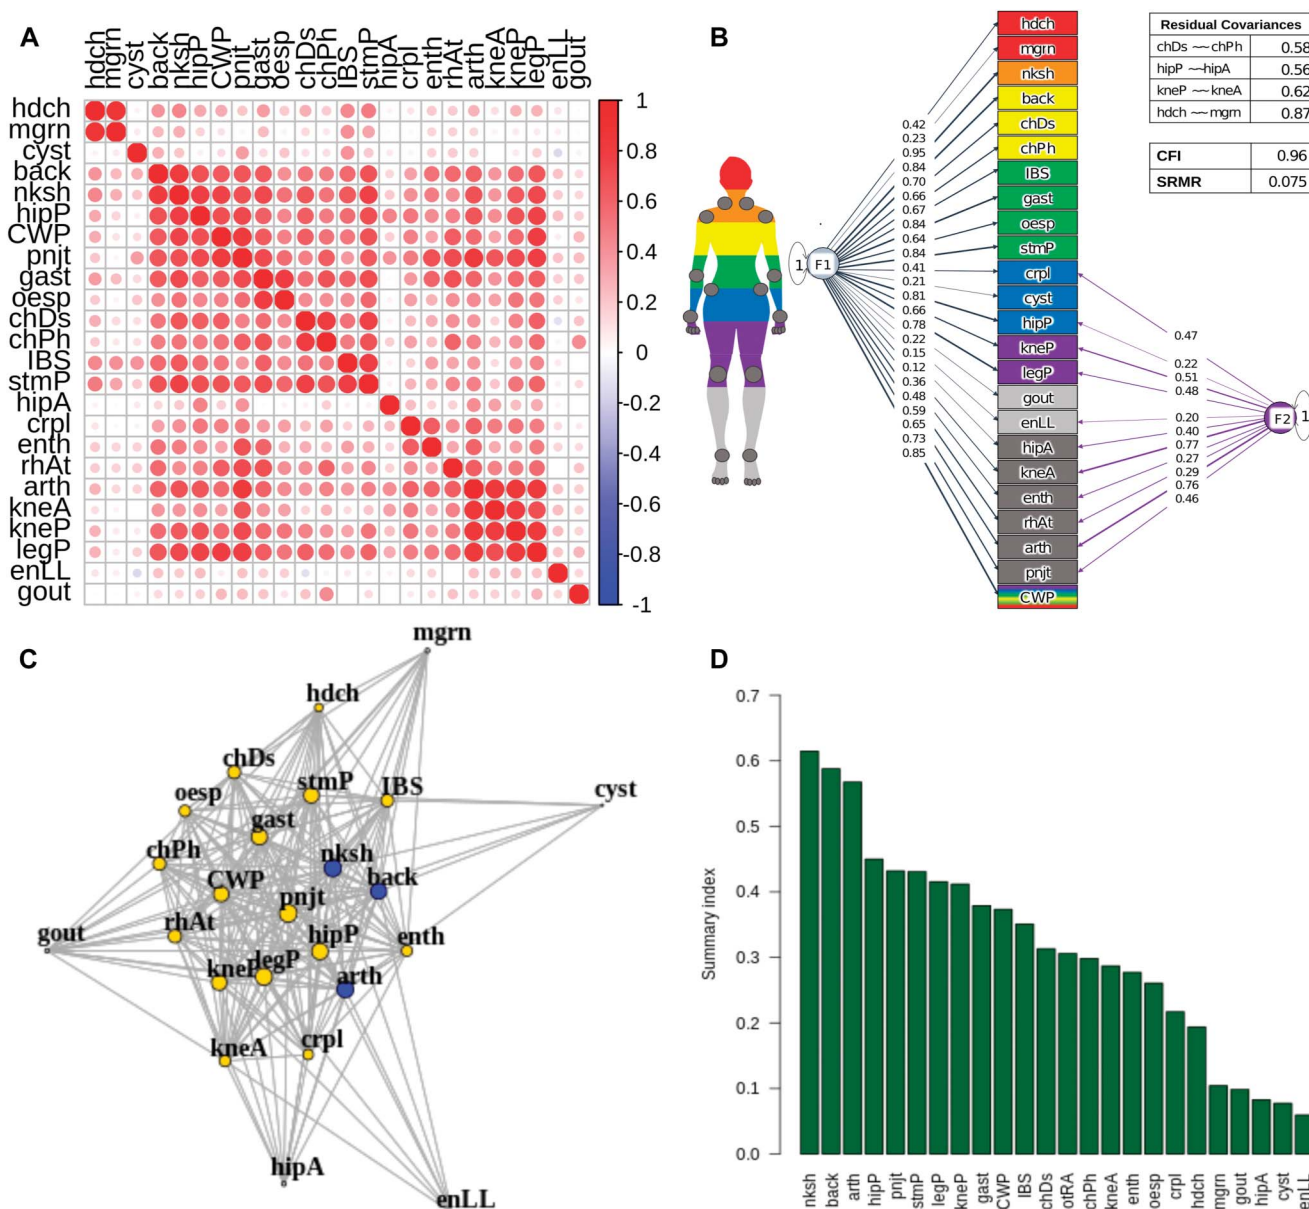 A
hdch
mgrn
cyst
back
nksh
hipP
CWP
pnjt
gast
oesp
chDs
chPh
IBS
stmP
hipA
crpl
enth
rhAt
arth
kneA
kneP
legP
enLL
gout
hdch
mgrn
cyst
back
nksh
hipP
CWP
pnjt
gast
oesp
chDs
chPh
IBS
stmP
hipA
crpl
enth
rhAt
arth
kneA
kneP
legP
enLL
gout
1
0.8
0.6
0.4
0.2
0
-0.2
-0.4
-0.6
-0.8
-1
B
1
F1
0.42
0.23
0.95
0.84
0.70
0.66
0.67
0.84
0.64
0.84
0.41
0.21
0.81
0.66
0.78
0.22
0.15
0.12
0.36
0.48
0.59
0.65
0.73
0.85
hdch
mgrn
nksh
back
chDs
chPh
IBS
gast
oesp
stmP
crpl
cyst
hipP
kneP
legP
gout
enLL
hipA
kneA
enth
rhAt
arth
pnjt
CWP
0.47
0.22
0.51
0.48
0.20
0.40
0.77
0.27
0.29
0.76
0.46
F2
1
Residual Covariances
chDs ~~ chPh 0.58
hipP ~~ hipA 0.56
kneP ~~ kneA 0.62
hdch ~~ mgrn 0.87
CFI 0.96
SRMR 0.075
C
mgrn
hdch
chDs
stmP
IBS
oesp
cyst
gast
chPh
nksh
CWP
back
pnjt
rhAt
gout
hipP
enth
legP
kneP
arth
crpl
kneA
hipA
enLL
D
Summary index
0.7
0.6
0.5
0.4
0.3
0.2
0.1
0.0
nksh
back
arth
hipP
pnjt
stmP
legP
kneP
gast
CWP
IBS
chDs
otRA
chPh
kneA
enth
oesp
crpl
hdch
mgrn
gout
hipA
cyst
enLL